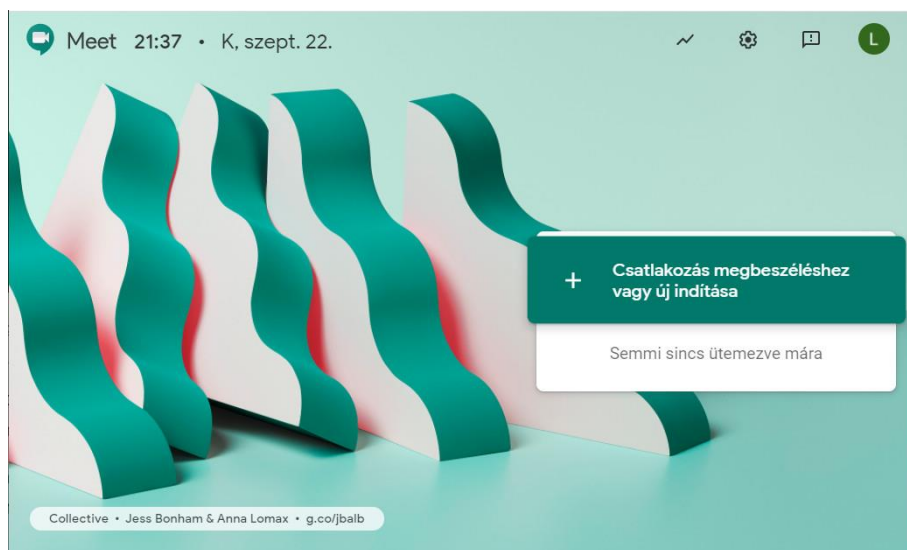 Meet 21:37 • K, szept. 22.
L
+ Csatlakozás megbeszéléshez
vagy új indítása
Semmi sincs ütemezve mára
Collective • Jess Bonham & Anna Lomax • g.co/jbalb